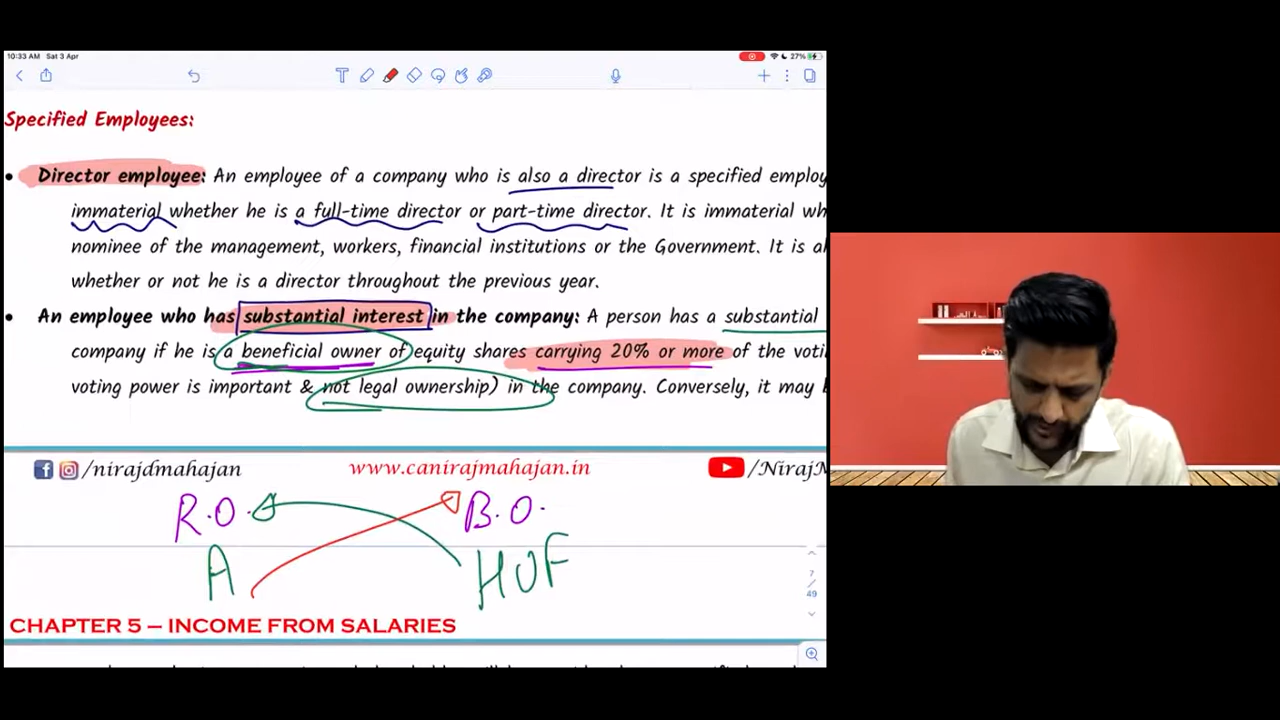 10:33 AM Sat 3 Apr
27%
Specified Employees:
• Director employee: An employee of a company who is also a director is a specified employ
immaterial whether he is a full-time director or part-time director. It is immaterial wh
nominee of the management, workers, financial institutions or the Government. It is al
whether or not he is a director throughout the previous year.
• An employee who has substantial interest in the company: A person has a substantial
company if he is a beneficial owner of equity shares carrying 20% or more of the voti
voting power is important & not legal ownership) in the company. Conversely, it may b
/nirajdmahajan www.canirajmahajan.in /NirajM
R.O. B.O.
A HUF
7
/
49
CHAPTER 5 – INCOME FROM SALARIES